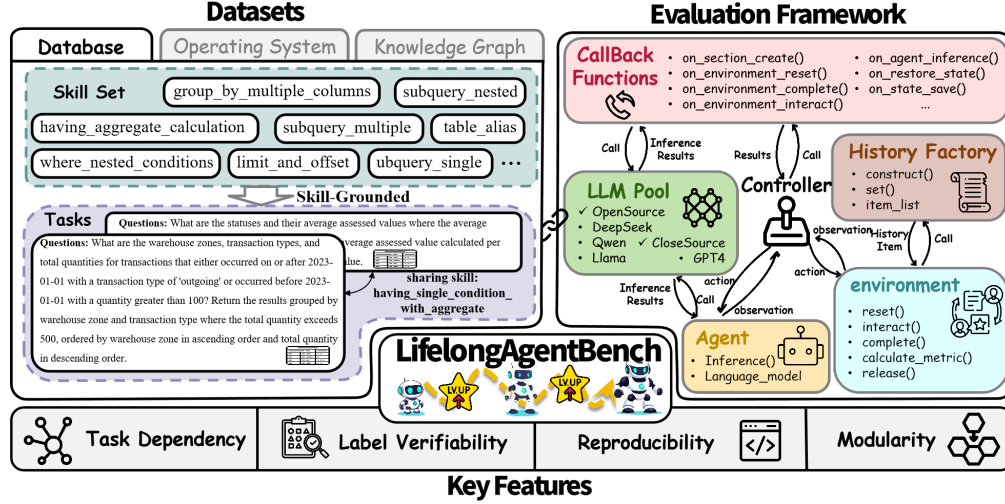 Datasets
Database
Operating System
Knowledge Graph
Skill Set
group_by_multiple_columns
subquery_nested
having_aggregate_calculation
subquery_multiple
table_alias
where_nested_conditions
limit_and_offset
ubquery_single
...
Skill-Grounded
Tasks
Questions: What are the statuses and their average assessed values where the average
average assessed value calculated per
alue.
Questions: What are the warehouse zones, transaction types, and
total quantities for transactions that either occurred on or after 2023-
01-01 with a transaction type of 'outgoing' or occurred before 2023-
01-01 with a quantity greater than 100? Return the results grouped by
warehouse zone and transaction type where the total quantity exceeds
500, ordered by warehouse zone in ascending order and total quantity
in descending order.
sharing skill:
having_single_condition_
with_aggregate
Evaluation Framework
CallBack
Functions
• on_section_create()
• on_environment_reset()
• on_environment_complete()
• on_environment_interact()
• on_agent_inference()
• on_restore_state()
• on_state_save()
...
Call
Inference
Results
Results
Call
LLM Pool
✓ OpenSource
• DeepSeek
• Qwen
• Llama
✓ CloseSource
• GPT4
Controller
History Factory
• construct()
• set()
• item_list
observation
History
Item
Call
action
action
Inference
Results
Call
observation
Agent
• Inference()
• Language_model
environment
• reset()
• interact()
• complete()
• calculate_metric()
• release()
LifelongAgentBench
LV.UP
LV.UP
Task Dependency
Label Verifiability
Reproducibility
</>
Modularity
Key Features